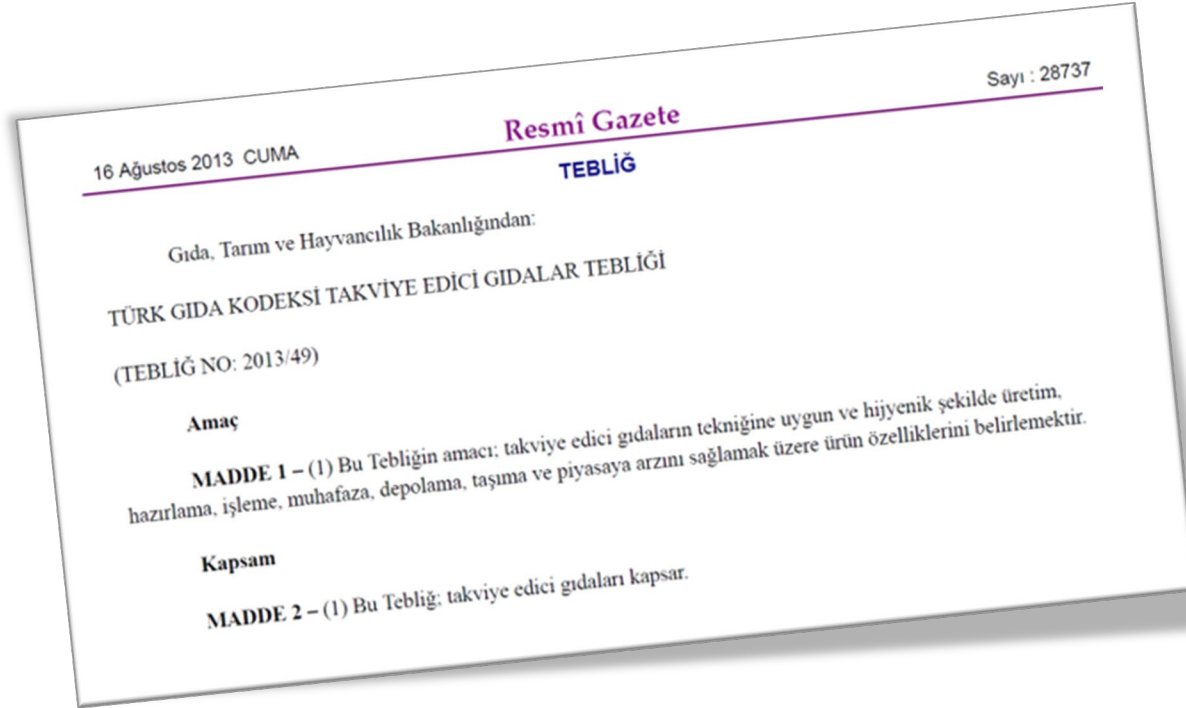 16 Ağustos 2013 CUMA
Resmî Gazete
Sayı : 28737
TEBLİĞ
Gıda, Tarım ve Hayvancılık Bakanlığından:
TÜRK GIDA KODEKSİ TAKVİYE EDİCİ GIDALAR TEBLİĞİ
(TEBLİĞ NO: 2013/49)
Amaç
MADDE 1 – (1) Bu Tebliğin amacı; takviye edici gıdaların tekniğine uygun ve hijyenik şekilde üretim,
hazırlama, işleme, muhafaza, depolama, taşıma ve piyasaya arzını sağlamak üzere ürün özelliklerini belirlemektir.
Kapsam
MADDE 2 – (1) Bu Tebliğ; takviye edici gıdaları kapsar.